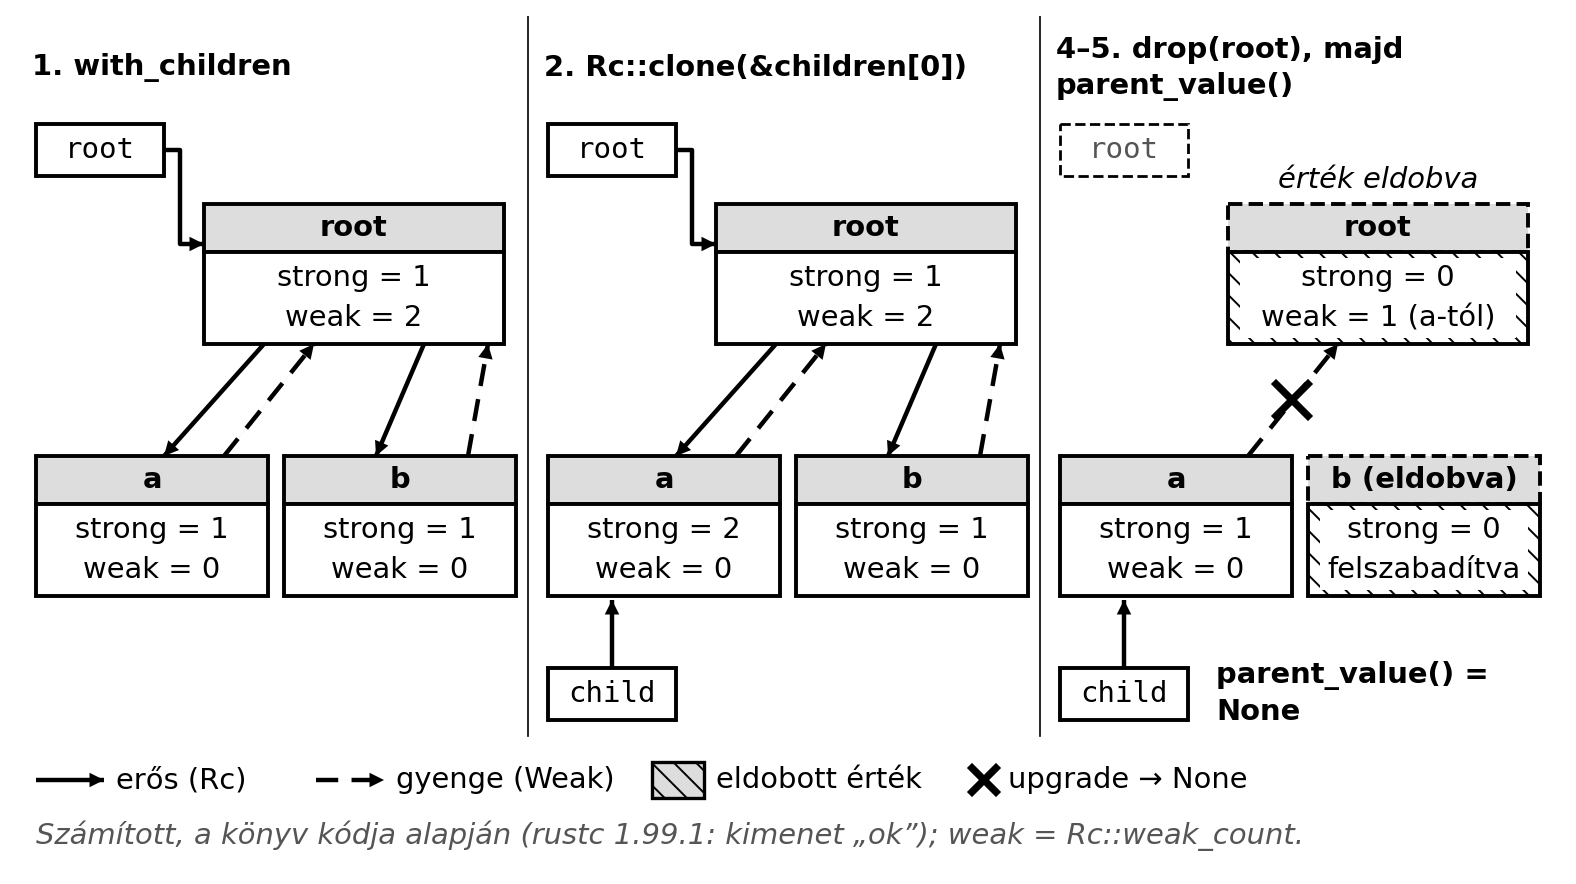 1. with_children
root
root
strong = 1
weak = 2
a
strong = 1
weak = 0
b
strong = 1
weak = 0
2. Rc::clone(&children[0])
root
root
strong = 1
weak = 2
a
strong = 2
weak = 0
b
strong = 1
weak = 0
child
4–5. drop(root), majd
parent_value()
root
érték eldobva
root
strong = 0
weak = 1 (a-tól)
a
strong = 1
weak = 0
b (eldobva)
strong = 0
felszabadítva
child
parent_value() =
None
erős (Rc)
gyenge (Weak)
eldobott érték
upgrade → None
Számított, a könyv kódja alapján (rustc 1.99.1: kimenet „ok”); weak = Rc::weak_count.